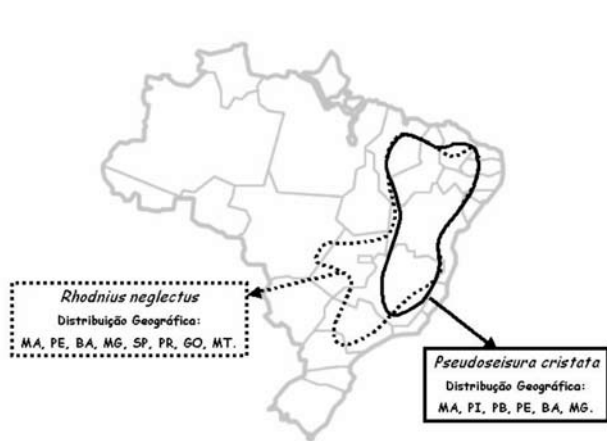 Rhodnius neglectus
Distribuição Geográfica:
MA, PE, BA, MG, SP, PR, GO, MT.
Pseudoseisura cristata
Distribução Geográfica:
MA, PI, PB, PE, BA, MG.